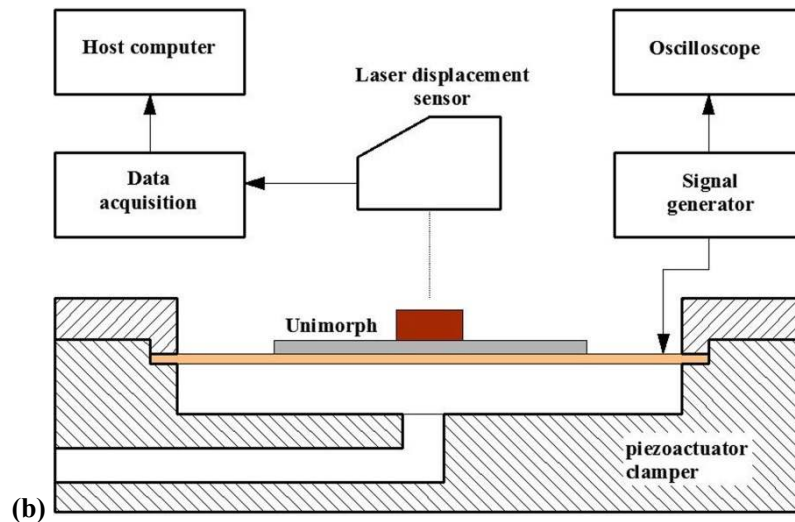 Host computer
Laser displacement
sensor
Oscilloscope
Data
acquisition
Signal
generator
Unimorph
piezoactuator
clamper
(b)